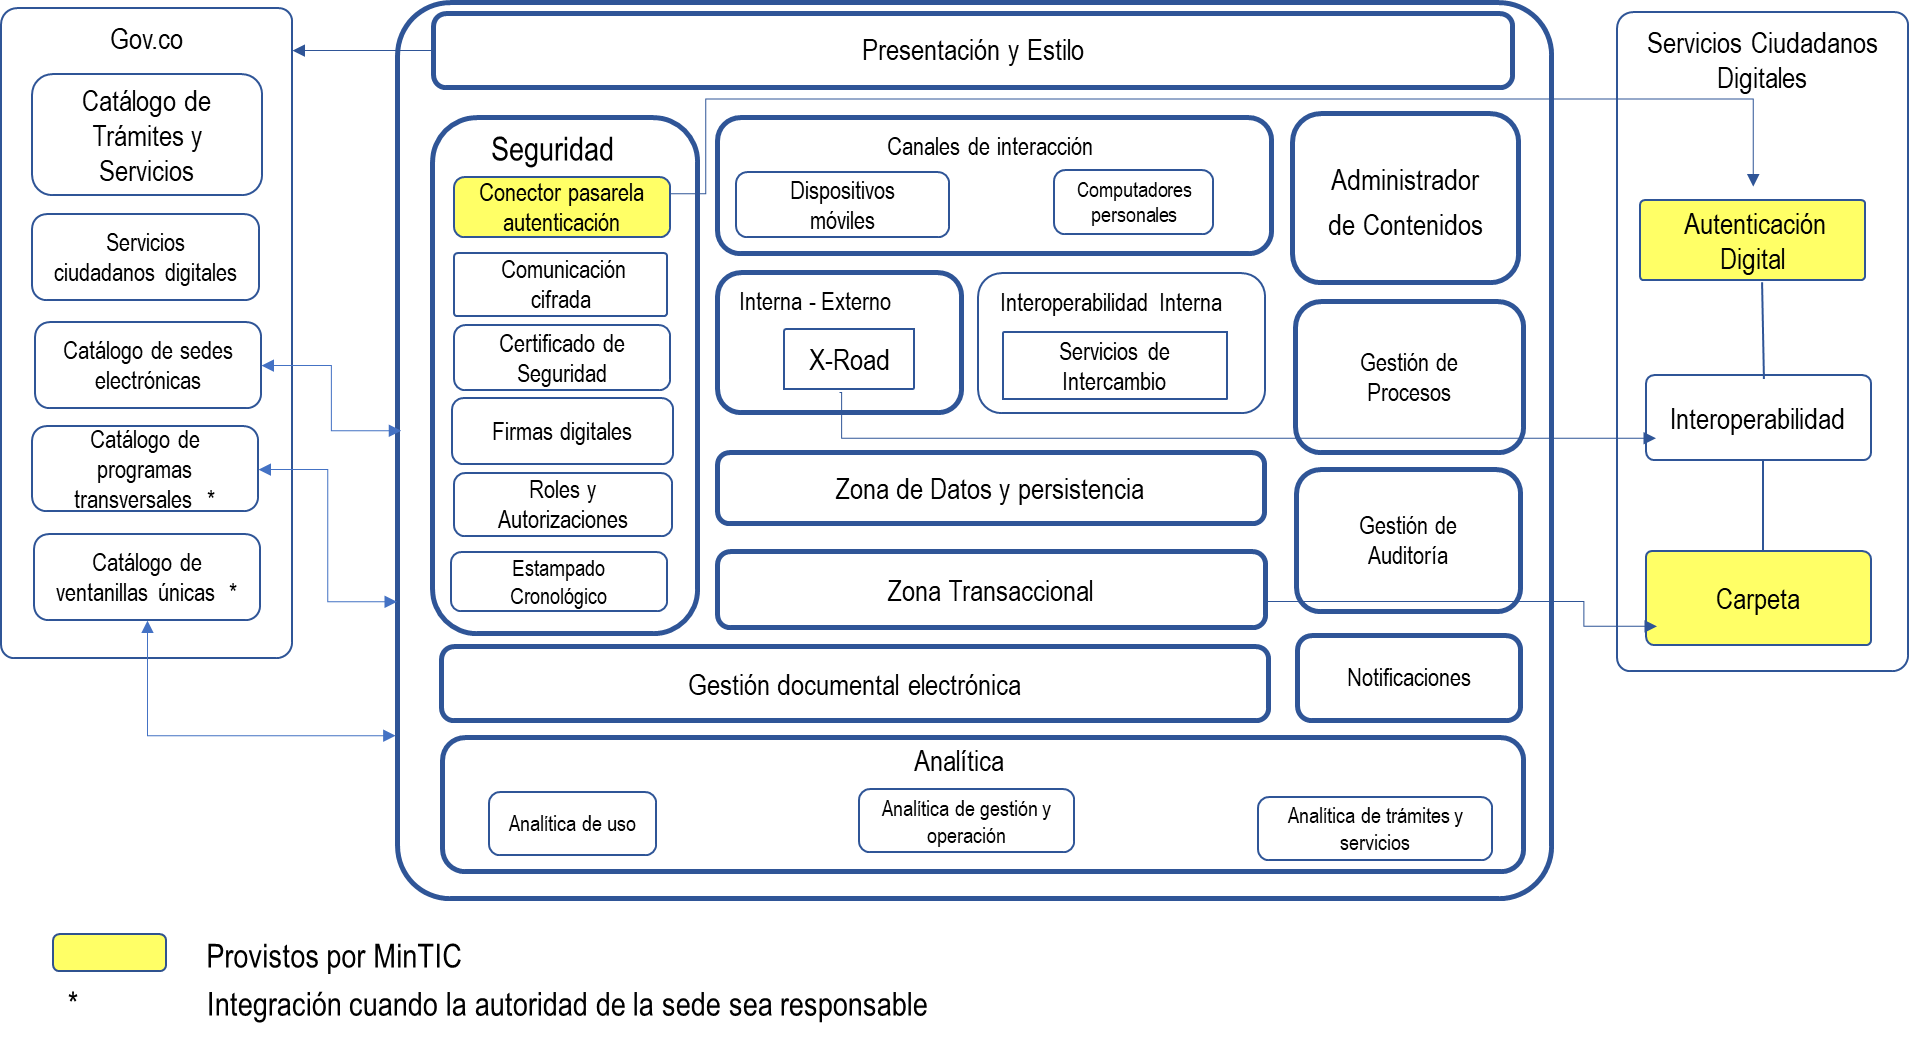 Gov.co
Catálogo de
Trámites y
Servicios
Servicios
ciudadanos digitales
Catálogo de sedes
electrónicas
Catálogo de
programas
transversales *
Catálogo de
ventanillas únicas *
Presentación y Estilo
Seguridad
Conector pasarela
autenticación
Comunicación
cifrada
Certificado de
Seguridad
Firmas digitales
Roles y
Autorizaciones
Estampado
Cronológico
Canales de interacción
Dispositivos
móviles
Computadores
personales
Interna - Externo
X-Road
Interoperabilidad Interna
Servicios de
Intercambio
Zona de Datos y persistencia
Zona Transaccional
Gestión documental electrónica
Administrador
de Contenidos
Gestión de
Procesos
Gestión de
Auditoría
Notificaciones
Analítica
Analítica de uso
Analítica de gestión y
operación
Analítica de trámites y
servicios
Servicios Ciudadanos
Digitales
Autenticación
Digital
Interoperabilidad
Carpeta
Provistos por MinTIC
* Integración cuando la autoridad de la sede sea responsable